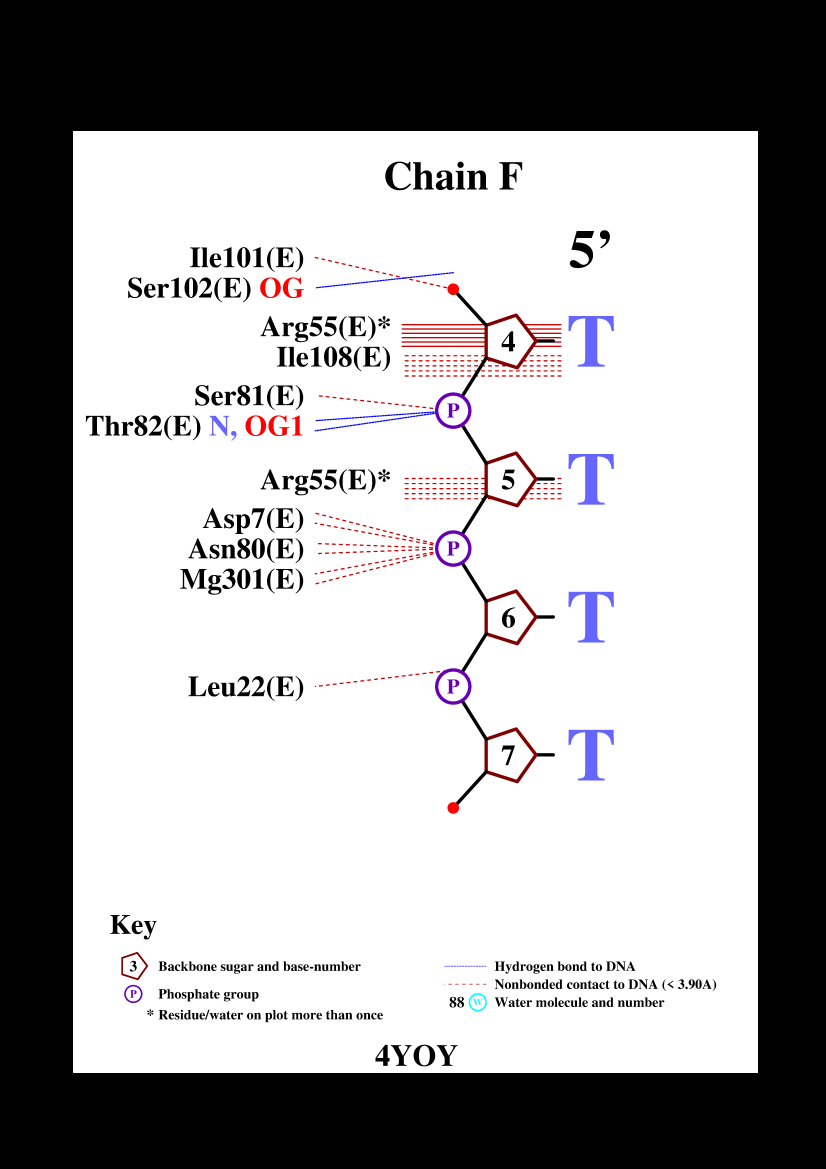 Chain F
5’
Ile101(E)
Ser102(E) OG
Arg55(E)*
4 T
Ile108(E)
Ser81(E)
P
Thr82(E) N, OG1
Arg55(E)*
5 T
Asp7(E)
Asn80(E)
P
Mg301(E)
6 T
Leu22(E)
P
7 T
Key
3 Backbone sugar and base-number
P Phosphate group
* Residue/water on plot more than once
Hydrogen bond to DNA
Nonbonded contact to DNA (< 3.90A)
88 W Water molecule and number
4YOY